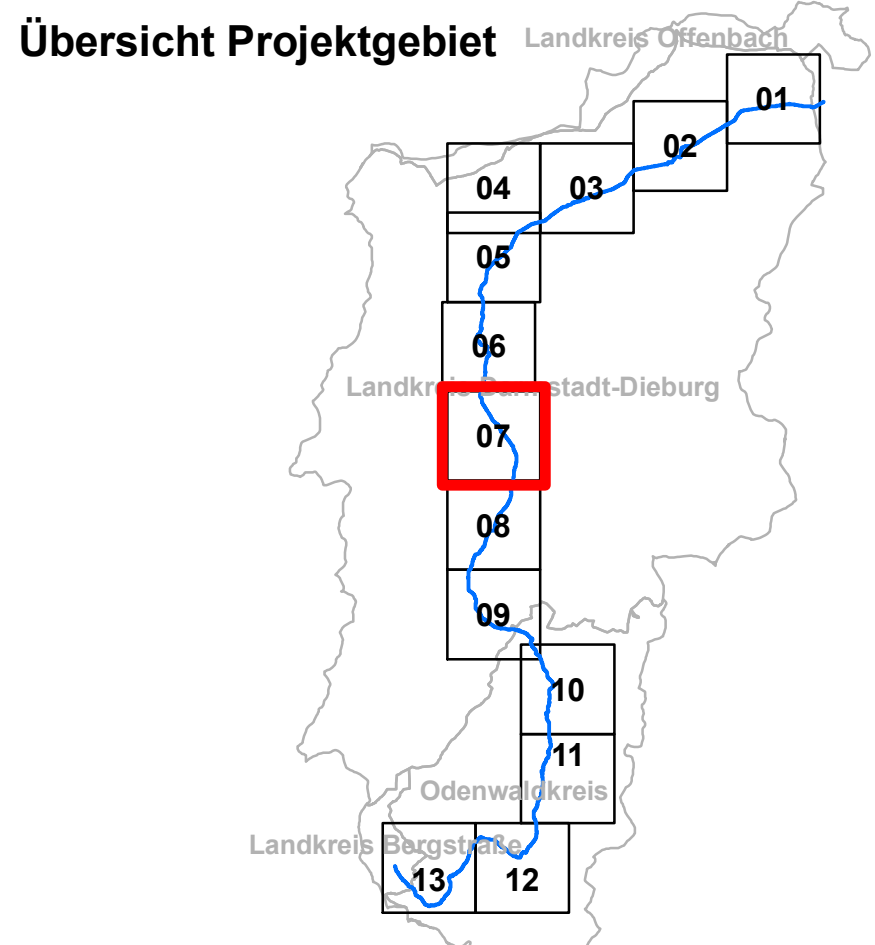 Übersicht Projektgebiet
Landkreis Offenbach
01
02
04
03
05
06
Landkreis Darmstadt-Dieburg
07
08
09
10
11
Odenwaldkreis
Landkreis Bergstraße
13
12